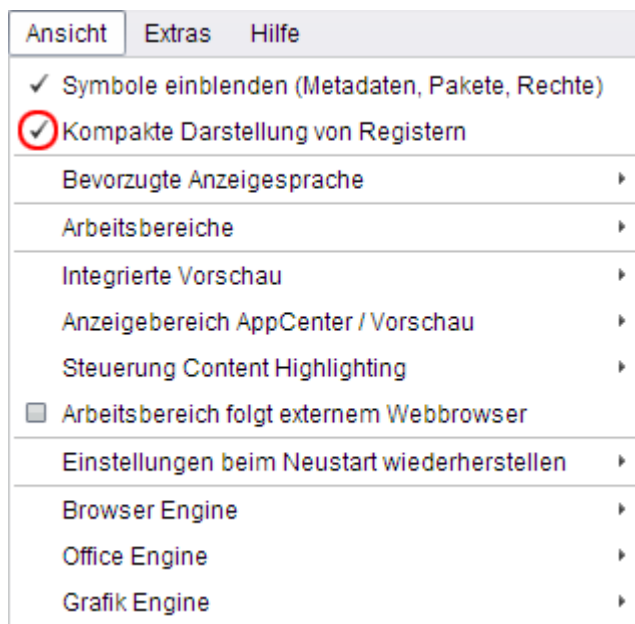 Ansicht Extras Hilfe
Symbole einblenden (Metadaten, Pakete, Rechte)
Kompakte Darstellung von Registern
Bevorzugte Anzeigesprache
Arbeitsbereiche
Integrierte Vorschau
Anzeigebereich AppCenter / Vorschau
Steuerung Content Highlighting
Arbeitsbereich folgt externem Webbrowser
Einstellungen beim Neustart wiederherstellen
Browser Engine
Office Engine
Grafik Engine